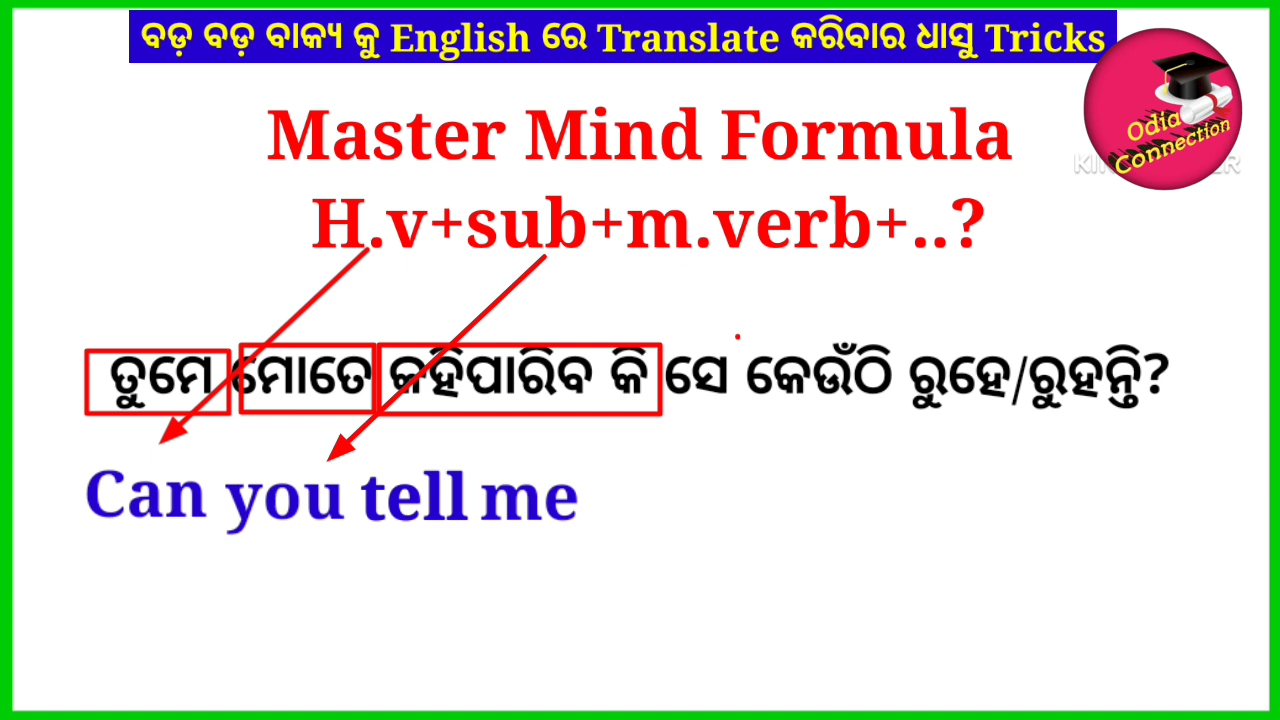 ବଡ଼ ବଡ଼ ବାକ୍ୟ କୁ English ରେ Translate କରିବାର ଧାସୁ Tricks
Odia
Connection
Master Mind Formula
H.v+sub+m.verb+..?
ତୁମେ ମୋତେ କହିପାରିବ କି ସେ କେଉଁଠି ରୁହେ/ରୁହନ୍ତି?
Can you tell me